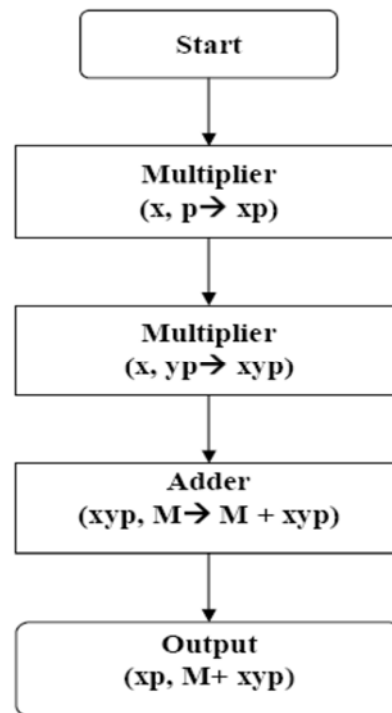 Start
Multiplier
(x, p→ xp)
Multiplier
(x, yp→ xyp)
Adder
(xyp, M→ M + xyp)
Output
(xp, M+ xyp)